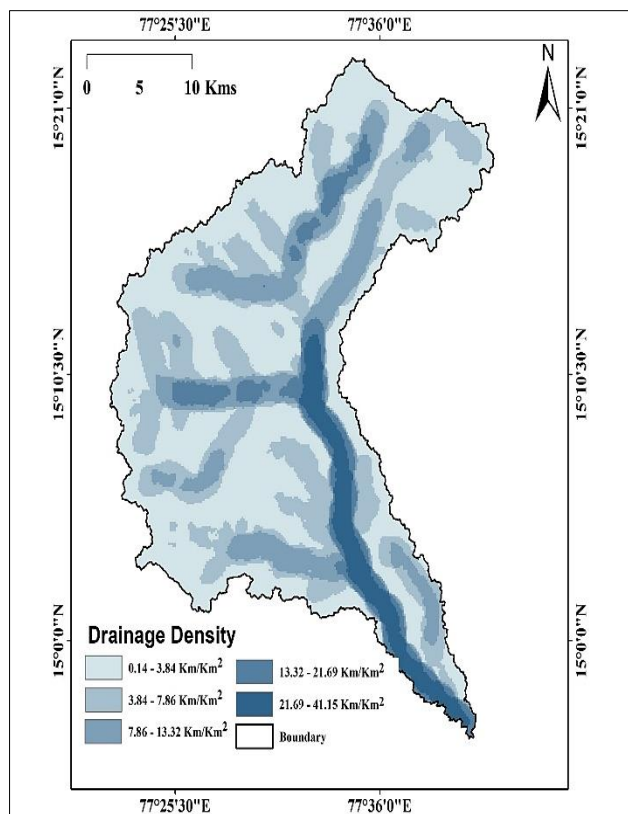 77°25'30"E 77°36'0"E
N
0 5 10 Kms
15°21'0"N 15°21'0"N
15°10'30"N 15°10'30"N
15°0'0"N 15°0'0"N
Drainage Density
0.14 - 3.84 Km/Km² 13.32 - 21.69 Km/Km²
3.84 - 7.86 Km/Km² 21.69 - 41.15 Km/Km²
7.86 - 13.32 Km/Km² Boundary
77°25'30"E 77°36'0"E